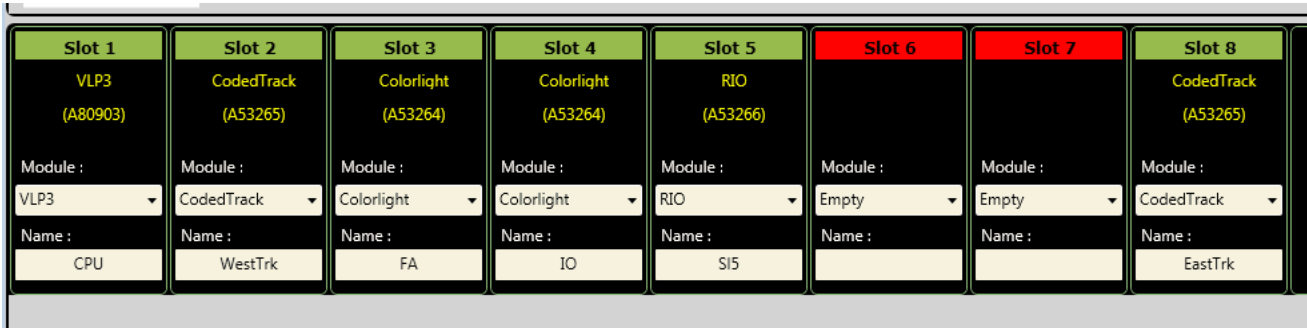 Slot 1 Slot 2 Slot 3 Slot 4 Slot 5 Slot 6 Slot 7 Slot 8
VLP3 CodedTrack Colorlight Colorlight RIO CodedTrack
(A80903) (A53265) (A53264) (A53264) (A53266) (A53265)
Module : Module : Module : Module : Module : Module : Module : Module :
VLP3 CodedTrack Colorlight Colorlight RIO Empty Empty CodedTrack
Name : Name : Name : Name : Name : Name : Name : Name :
CPU WestTrk FA IO SI5 EastTrk